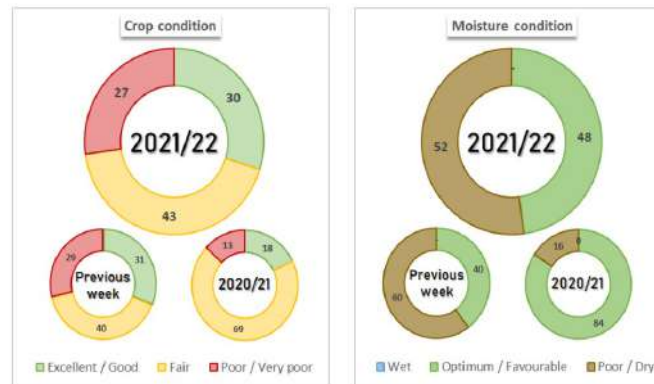 Crop condition
27
30
2021/22
43
29
31
Previous
week
40
13
18
2020/21
69
Excellent / Good
Fair
Poor / Very poor
Moisture condition
-
52
48
2021/22
-
40
Previous
week
60
16
0
2020/21
84
Wet
Optimum / Favourable
Poor / Dry